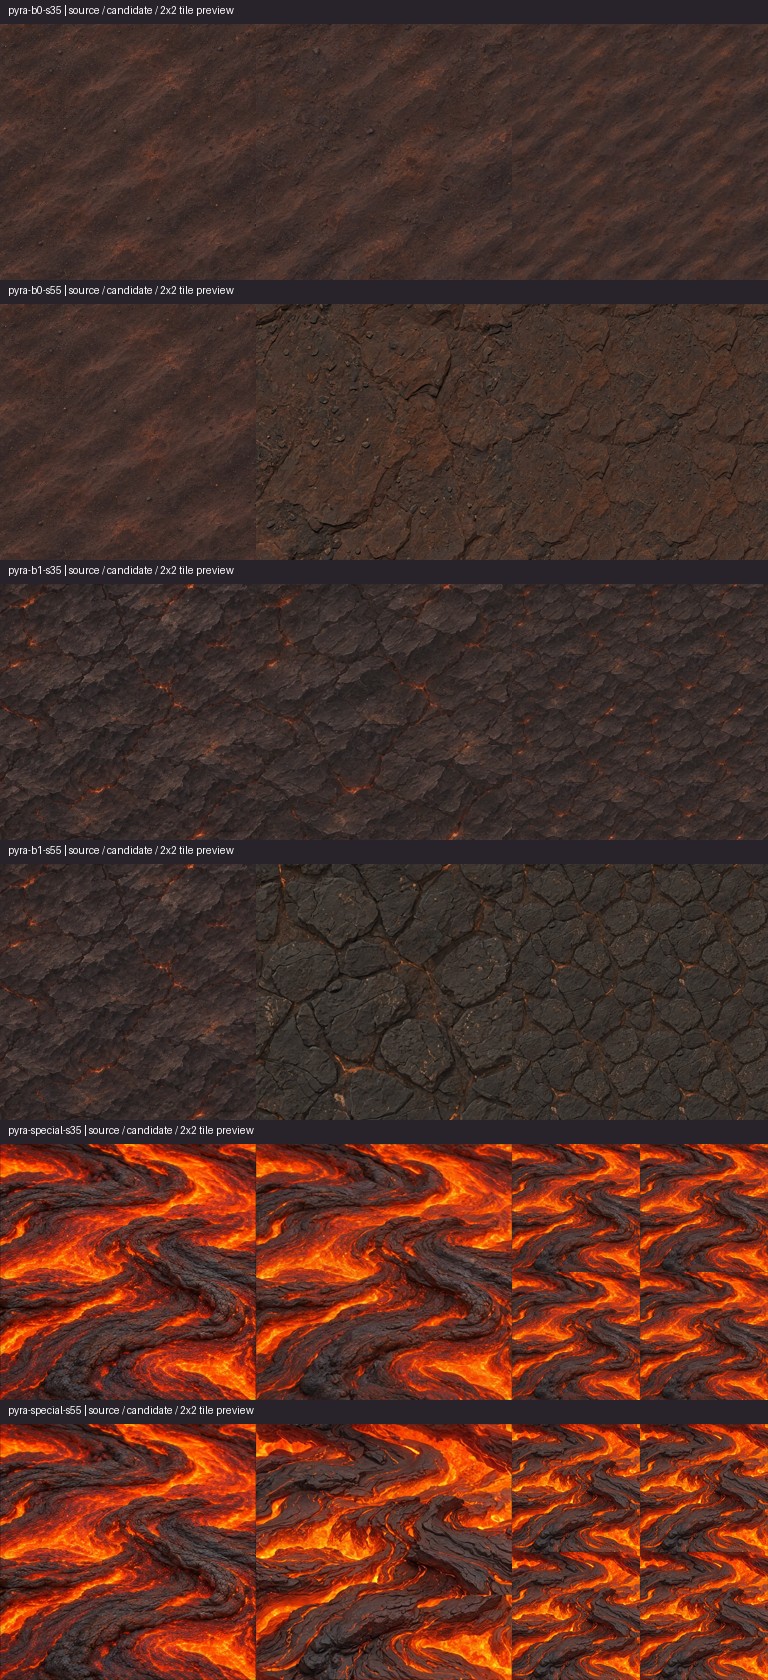 pyra-b0-s35 | source / candidate / 2x2 tile preview
pyra-b0-s55 | source / candidate / 2x2 tile preview
pyra-b1-s35 | source / candidate / 2x2 tile preview
pyra-b1-s55 | source / candidate / 2x2 tile preview
pyra-special-s35 | source / candidate / 2x2 tile preview
pyra-special-s55 | source / candidate / 2x2 tile preview